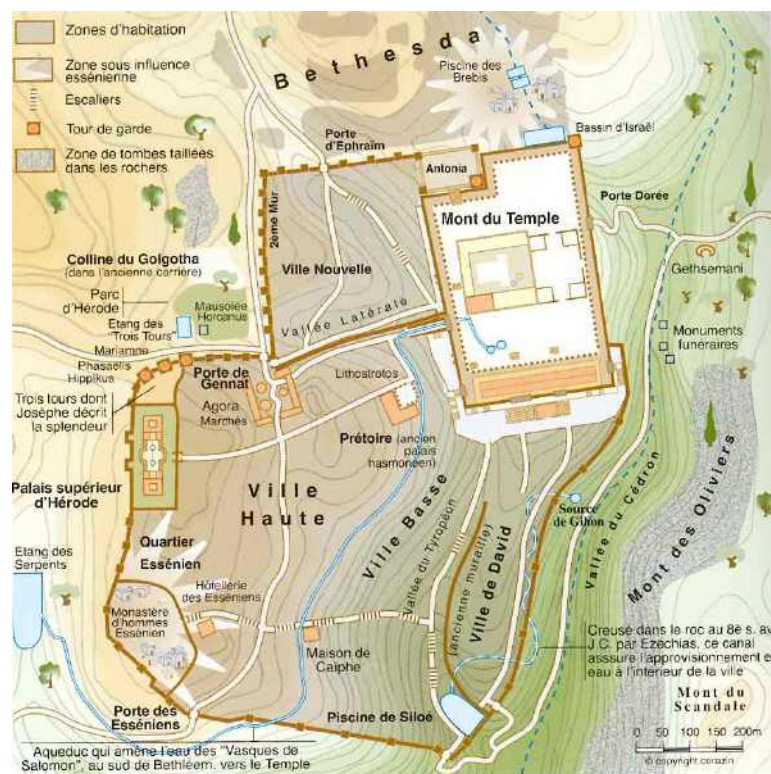 Zones d'habitation
Zone sous influence
essénienne
Escaliers
Tour de garde
Zone de tombes taillées
dans les rochers
Bethesda
Piscine des
Brebis
Bassin d'Israël
Porte
d'Ephraïm
Antonia
Porte Dorée
Mont du Temple
2ème Mur
Colline du Golgotha
(dans l'ancienne carrière)
Ville Nouvelle
Gethsemani
Parc
d'Hérode
Mausolée
Horcanus
Etang des
"Trois Tours"
Vallée Latérale
Monuments
funéraires
Mariamne
Phasaelis
Hippikus
Porte de
Gennat
Lithostrotos
Trois tours dont
Josèphe décrit
la splendeur
Agora
Marchés
Prétoire (ancien
palais
hasmonéen)
Palais supérieur
d'Hérode
Ville
Haute
Ville Basse
Vallée du Tyropéon
(ancienne muraille)
Ville de David
Source
de Gihon
Vallée du Cédron
Mont des Oliviers
Quartier
Essénien
Etang des
Serpents
Hôtellerie
des Esséniens
Monastère
d'hommes
Essénien
Maison de
Caïphe
Creusé dans le roc au 8è s. av
J.C. par Ezéchias, ce canal
asssure l'approvisionnement e
eau à l'interieur de la ville
Porte des
Esséniens
Piscine de Siloé
Mont du
Scandale
Aqueduc qui amène l'eau des "Vasques de
Salomon", au sud de Bethléem, vers le Temple
0 50 100 150 200m
© copyright corazin